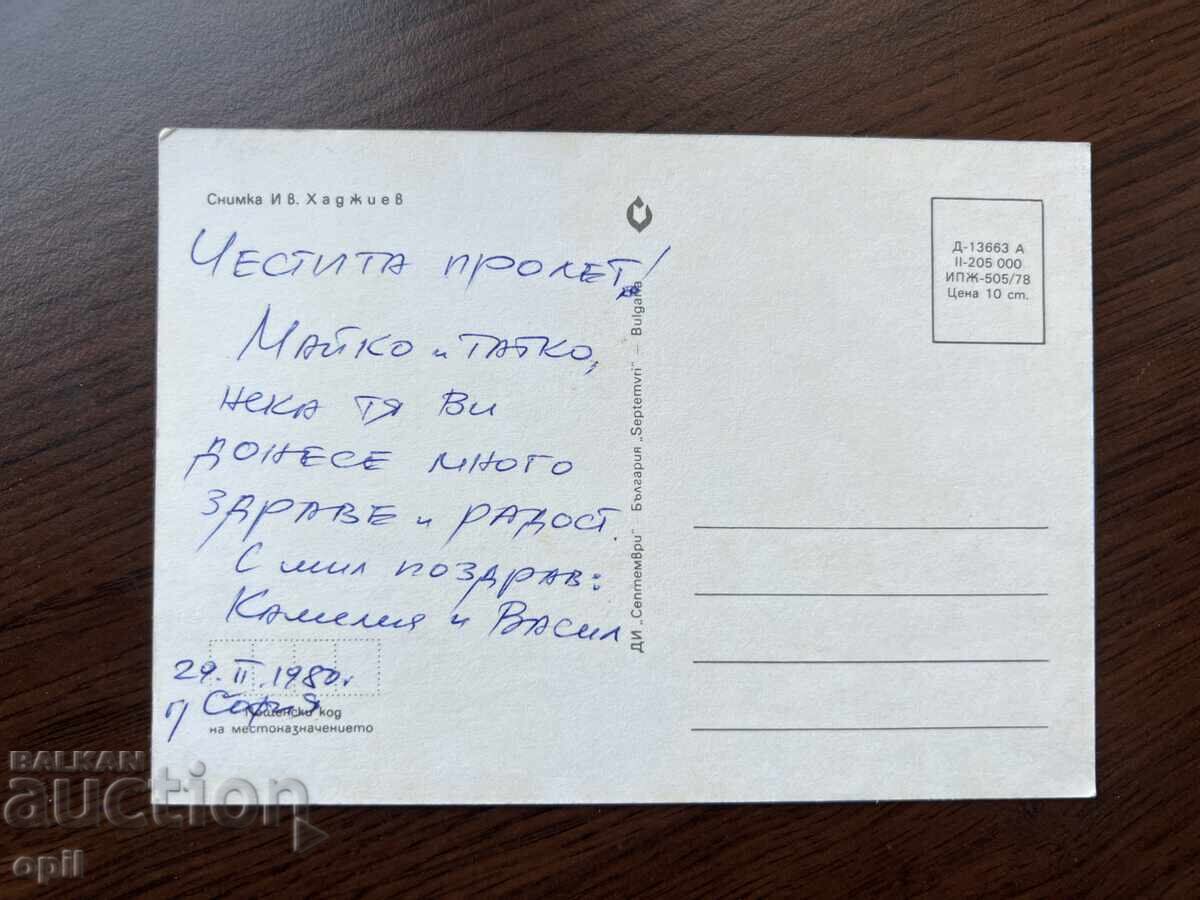 Снимка Ив. Хаджиев
Честита пролет!
Майко и татко,
нека тя Ви
донесе много
здраве и радост.
С мил поздрав:
Камелия и Васил
29.II.1980г
гр София
Пощенски код
на местоназначението
ДИ „Септември" България „Septemvri" – Bulgaria
Д-13663 А
II-205 000
ИПЖ-505/78
Цена 10 ст.
BALKAN
auction
opil